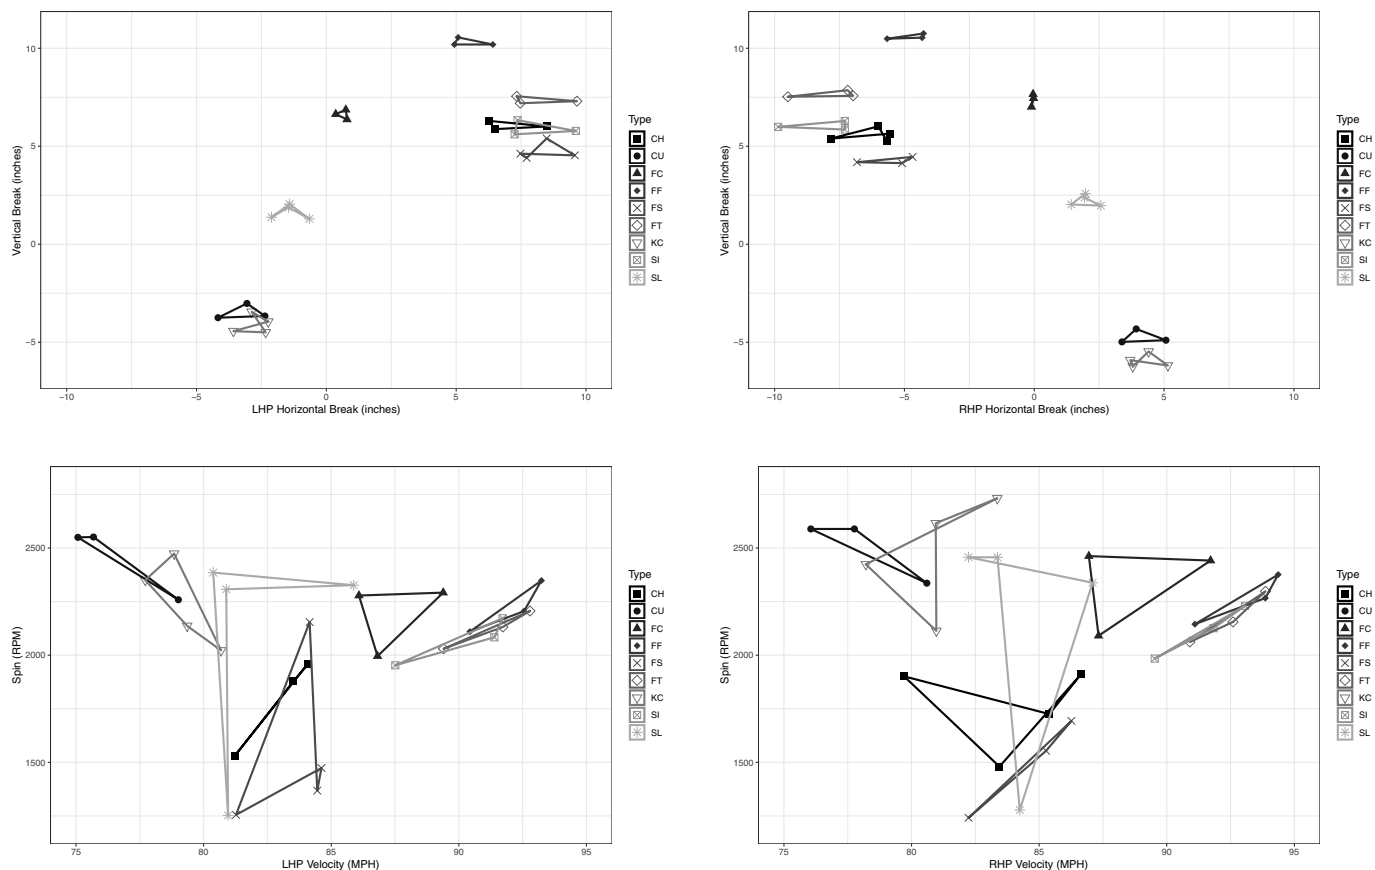 10
5
0
−5
−10
−5
0
5
10
Vertical Break (inches)
LHP Horizontal Break (inches)
Type
CH
CU
FC
FF
FS
FT
KC
SI
SL
10
5
0
−5
−10
−5
0
5
10
Vertical Break (inches)
RHP Horizontal Break (inches)
Type
CH
CU
FC
FF
FS
FT
KC
SI
SL
2500
2000
1500
75
80
85
90
95
Spin (RPM)
LHP Velocity (MPH)
Type
CH
CU
FC
FF
FS
FT
KC
SI
SL
2500
2000
1500
75
80
85
90
95
Spin (RPM)
RHP Velocity (MPH)
Type
CH
CU
FC
FF
FS
FT
KC
SI
SL